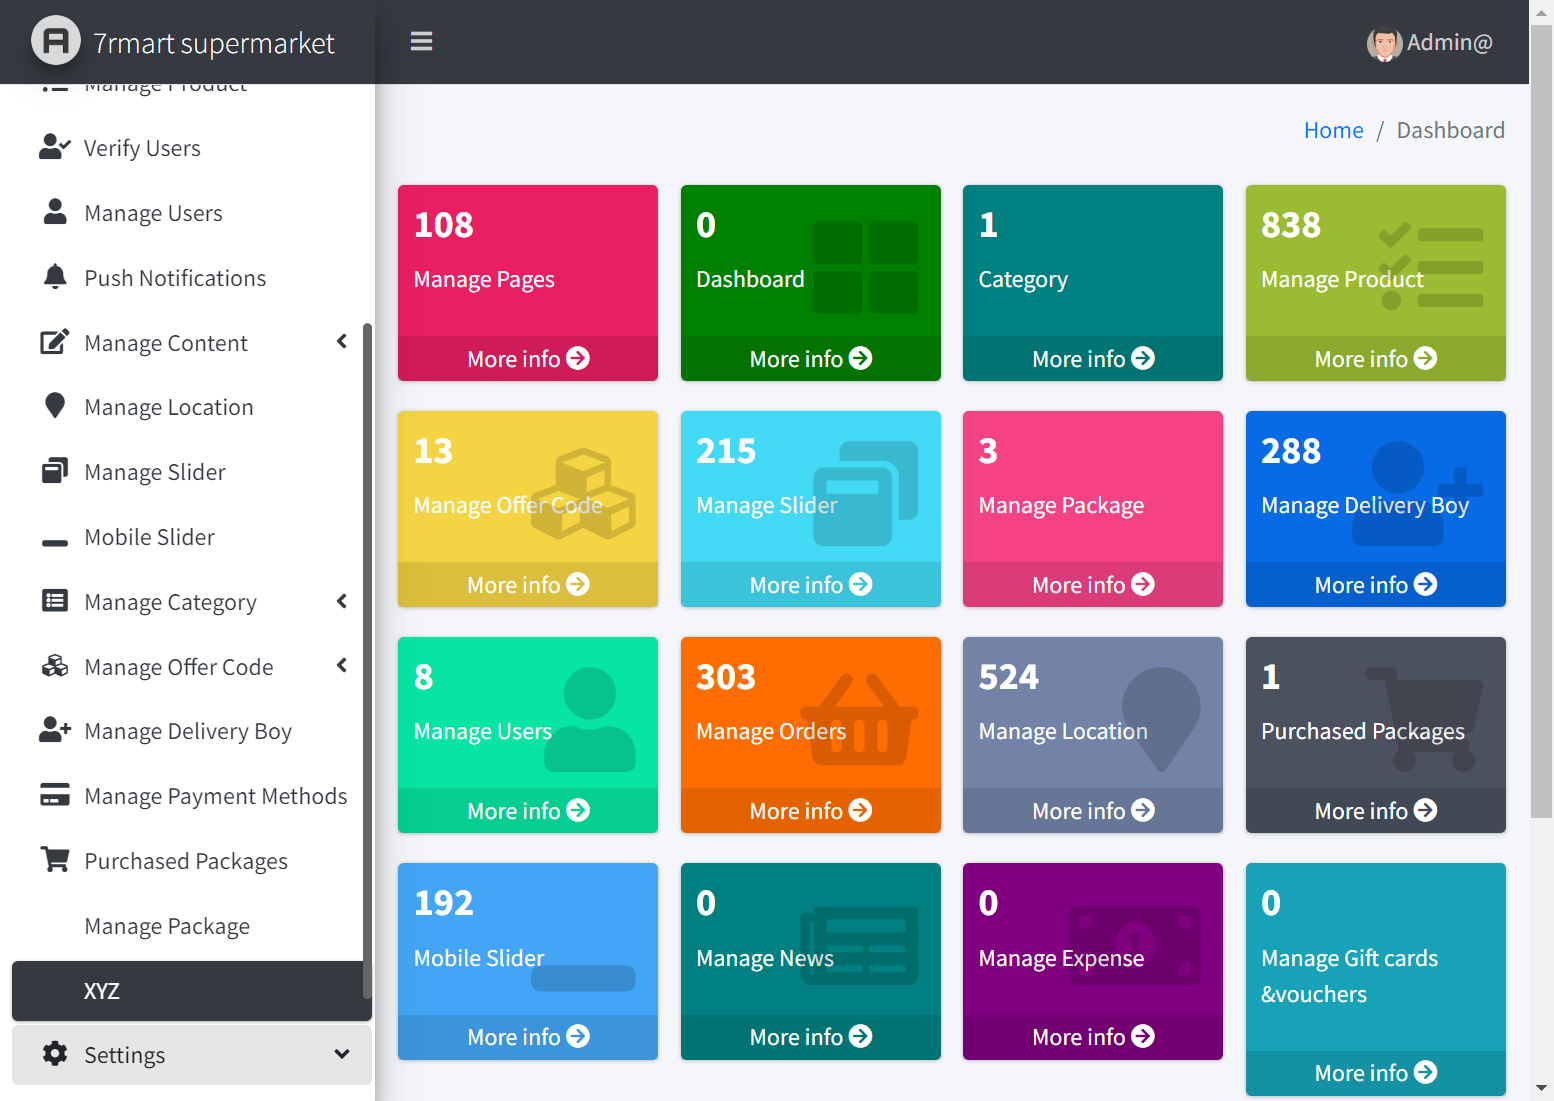 7rmart supermarket
Admin@
Manage Product
Verify Users
Manage Users
Push Notifications
Manage Content
Manage Location
Manage Slider
Mobile Slider
Manage Category
Manage Offer Code
Manage Delivery Boy
Manage Payment Methods
Purchased Packages
Manage Package
XYZ
Settings
Home / Dashboard
108
Manage Pages
More info
0
Dashboard
More info
1
Category
More info
838
Manage Product
More info
13
Manage Offer Code
More info
215
Manage Slider
More info
3
Manage Package
More info
288
Manage Delivery Boy
More info
8
Manage Users
More info
303
Manage Orders
More info
524
Manage Location
More info
1
Purchased Packages
More info
192
Mobile Slider
More info
0
Manage News
More info
0
Manage Expense
More info
0
Manage Gift cards
&vouchers
More info